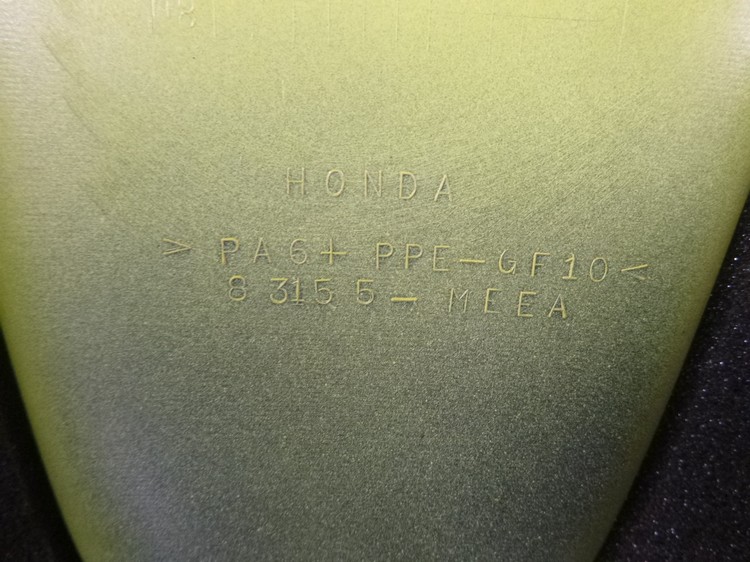 HONDA
> PA6+ PPE-GF10 <
83155-MEEA